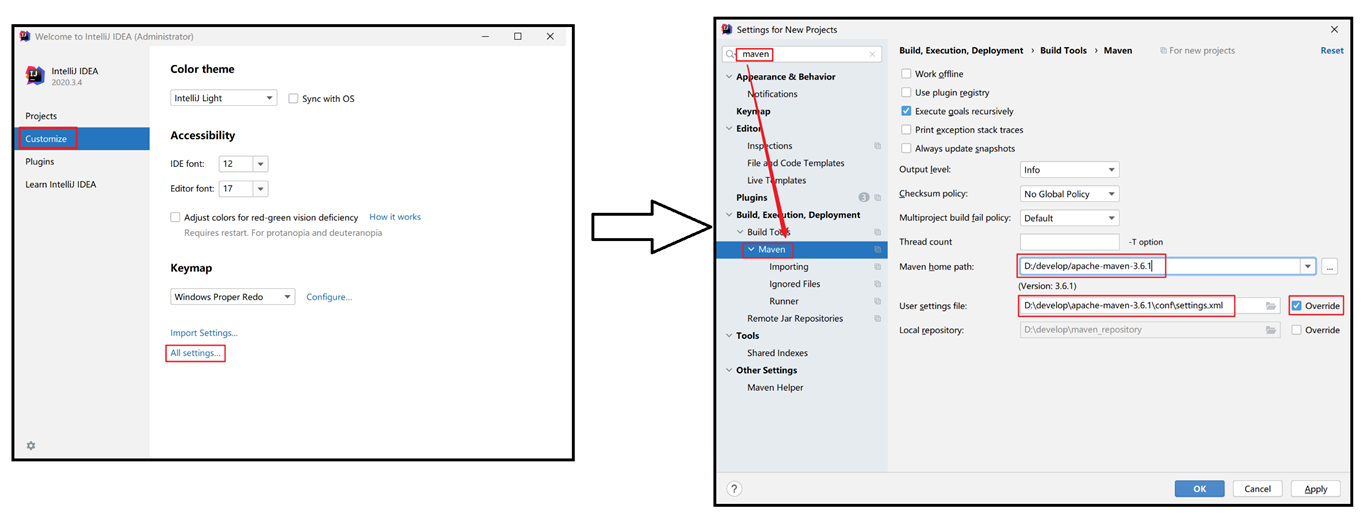 Welcome to IntelliJ IDEA (Administrator)
IntelliJ IDEA
2020.3.4
Projects
Customize
Plugins
Learn IntelliJ IDEA
Color theme
IntelliJ Light
Sync with OS
Accessibility
IDE font: 12
Editor font: 17
Adjust colors for red-green vision deficiency How it works
Requires restart. For protanopia and deuteranopia
Keymap
Windows Proper Redo Configure...
Import Settings...
All settings...
Settings for New Projects
maven
Appearance & Behavior
Notifications
Keymap
Editor
Inspections
File and Code Templates
Live Templates
Plugins 3
Build, Execution, Deployment
Build Tools
Maven
Importing
Ignored Files
Runner
Remote Jar Repositories
Tools
Shared Indexes
Other Settings
Maven Helper
Build, Execution, Deployment › Build Tools › Maven For new projects Reset
Work offline
Use plugin registry
Execute goals recursively
Print exception stack traces
Always update snapshots
Output level: Info
Checksum policy: No Global Policy
Multiproject build fail policy: Default
Thread count -T option
Maven home path: D:/develop/apache-maven-3.6.1 ...
(Version: 3.6.1)
User settings file: D:\develop\apache-maven-3.6.1\conf\settings.xml Override
Local repository: D:\develop\maven_repository Override
? OK Cancel Apply